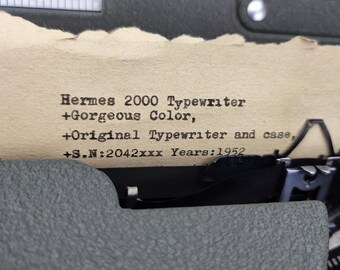 Hermes 2000 Typewriter
+Gorgeous Color,
+Original Typewriter and case,
+S.N:2042xxx Years:1952